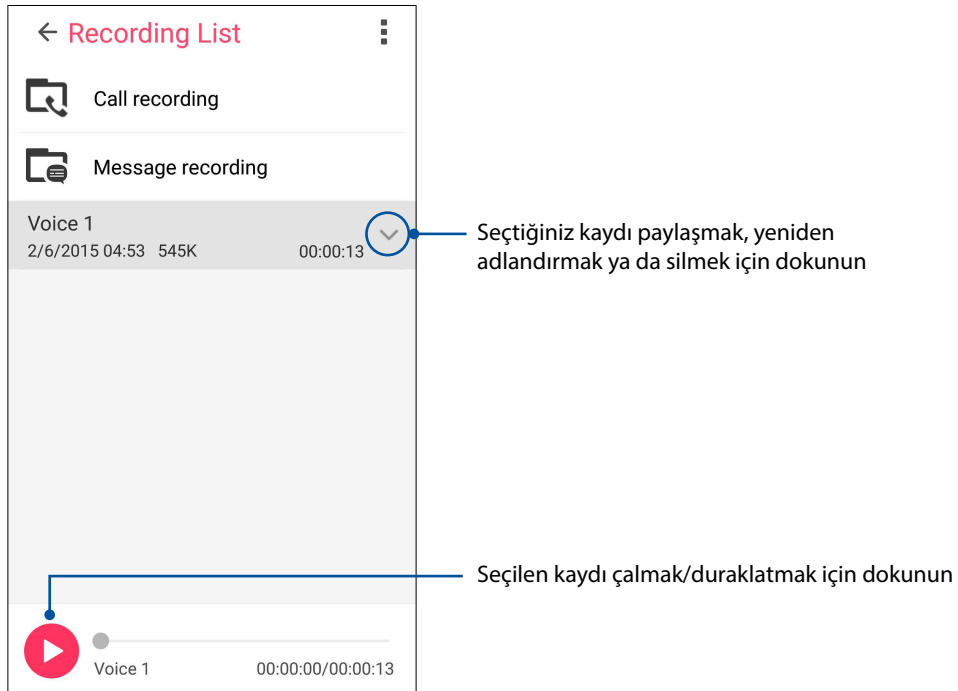 Recording List
Call recording
Message recording
Voice 1
2/6/2015 04:53 545K 00:00:13
Seçtiğiniz kaydı paylaşmak, yeniden
adlandırmak ya da silmek için dokunun
Seçilen kaydı çalmak/duraklatmak için dokunun
Voice 1 00:00:00/00:00:13